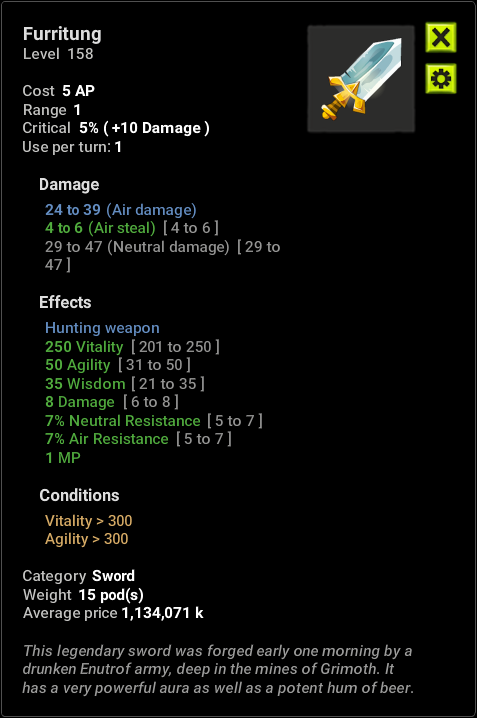 Furritung
Level 158
Cost 5 AP
Range 1
Critical 5% ( +10 Damage )
Use per turn: 1
Damage
24 to 39 (Air damage)
4 to 6 (Air steal) [ 4 to 6 ]
29 to 47 (Neutral damage) [ 29 to
47 ]
Effects
Hunting weapon
250 Vitality [ 201 to 250 ]
50 Agility [ 31 to 50 ]
35 Wisdom [ 21 to 35 ]
8 Damage [ 6 to 8 ]
7% Neutral Resistance [ 5 to 7 ]
7% Air Resistance [ 5 to 7 ]
1 MP
Conditions
Vitality > 300
Agility > 300
Category Sword
Weight 15 pod(s)
Average price 1,134,071 k
This legendary sword was forged early one morning by a
drunken Enutrof army, deep in the mines of Grimoth. It
has a very powerful aura as well as a potent hum of beer.